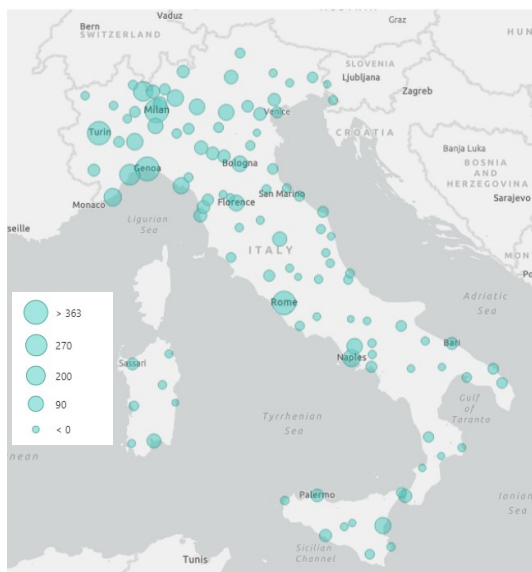 Vaduz
Graz
Bern
SWITZERLAND
HUN
SLOVENIA
Ljubljana
Zagreb
Milan
Venice
CROATIA
Turin
Banja Luka
Genoa
Bologna
BOSNIA
AND
HERZEGOVINA
Monaco
Florence
San Marino
Sarajevo
seille
Ligurian
Sea
ITALY
MON
Po
> 363
270
200
90
< 0
Rome
Adriatic
Sea
Sassari
Naples
Bari
Gulf
of
Taranto
Tyrrhenian
Sea
nean
Palermo
Ionian
Sea
Sicilian
Channel
Tunis